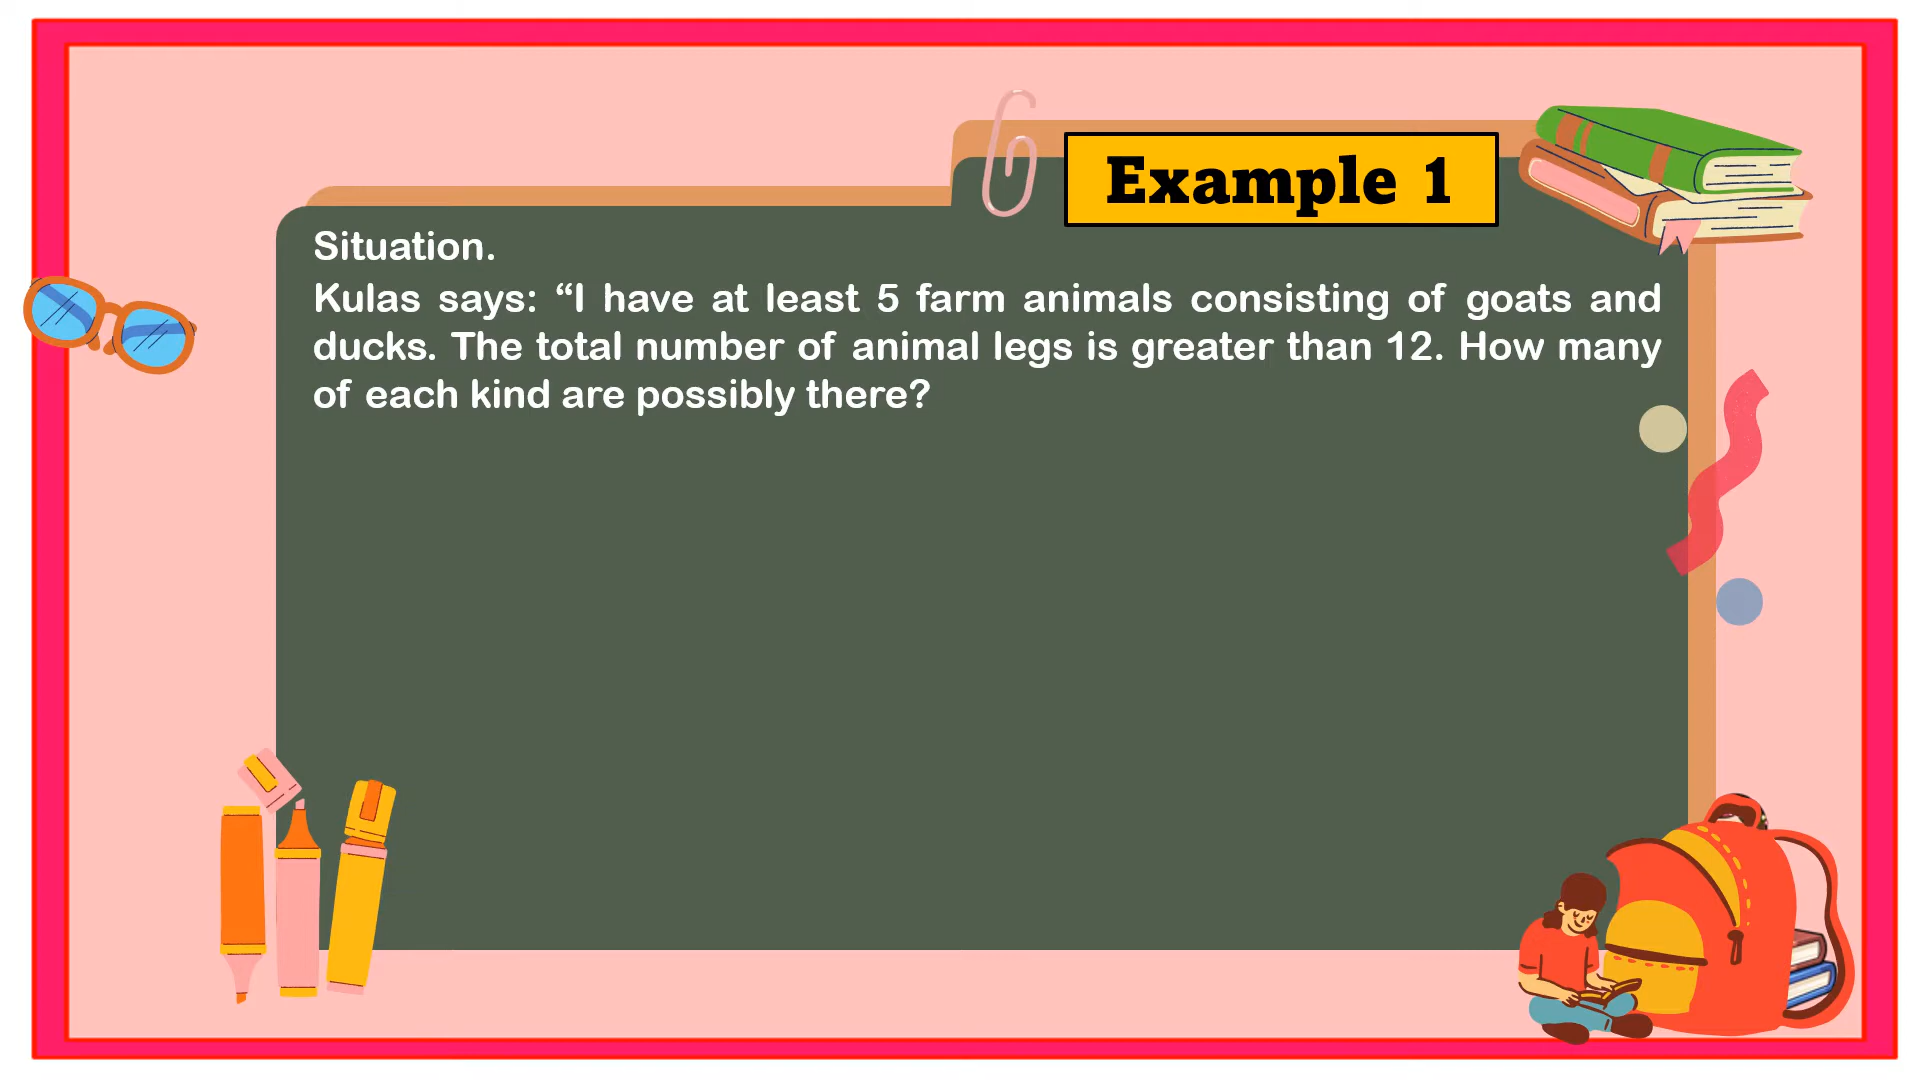 Example 1
Situation.
Kulas says: “I have at least 5 farm animals consisting of goats and
ducks. The total number of animal legs is greater than 12. How many
of each kind are possibly there?